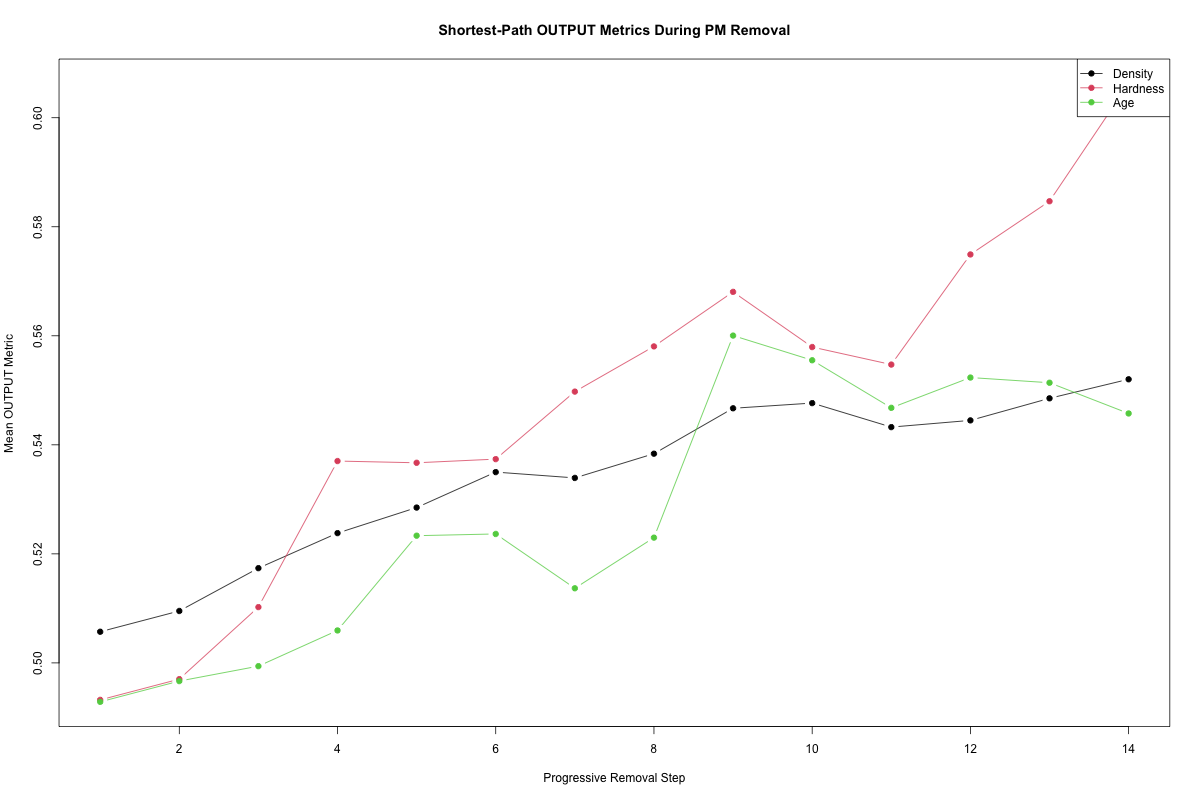 Shortest-Path OUTPUT Metrics During PM Removal
Density
Hardness
Age
0.60
0.58
0.56
0.54
0.52
0.50
Mean OUTPUT Metric
2 4 6 8 10 12 14
Progressive Removal Step